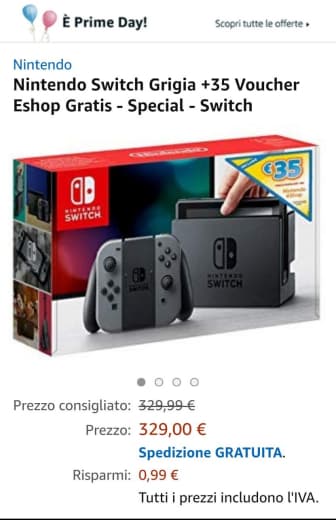 È Prime Day!
Scopri tutte le offerte ▸
Nintendo
Nintendo Switch Grigia +35 Voucher
Eshop Gratis - Special - Switch
NINTENDO
SWITCH
€35
NINTENDO
SWITCH
Prezzo consigliato: 329,99 €
Prezzo: 329,00 €
Spedizione GRATUITA.
Risparmi: 0,99 €
Tutti i prezzi includono l'IVA.